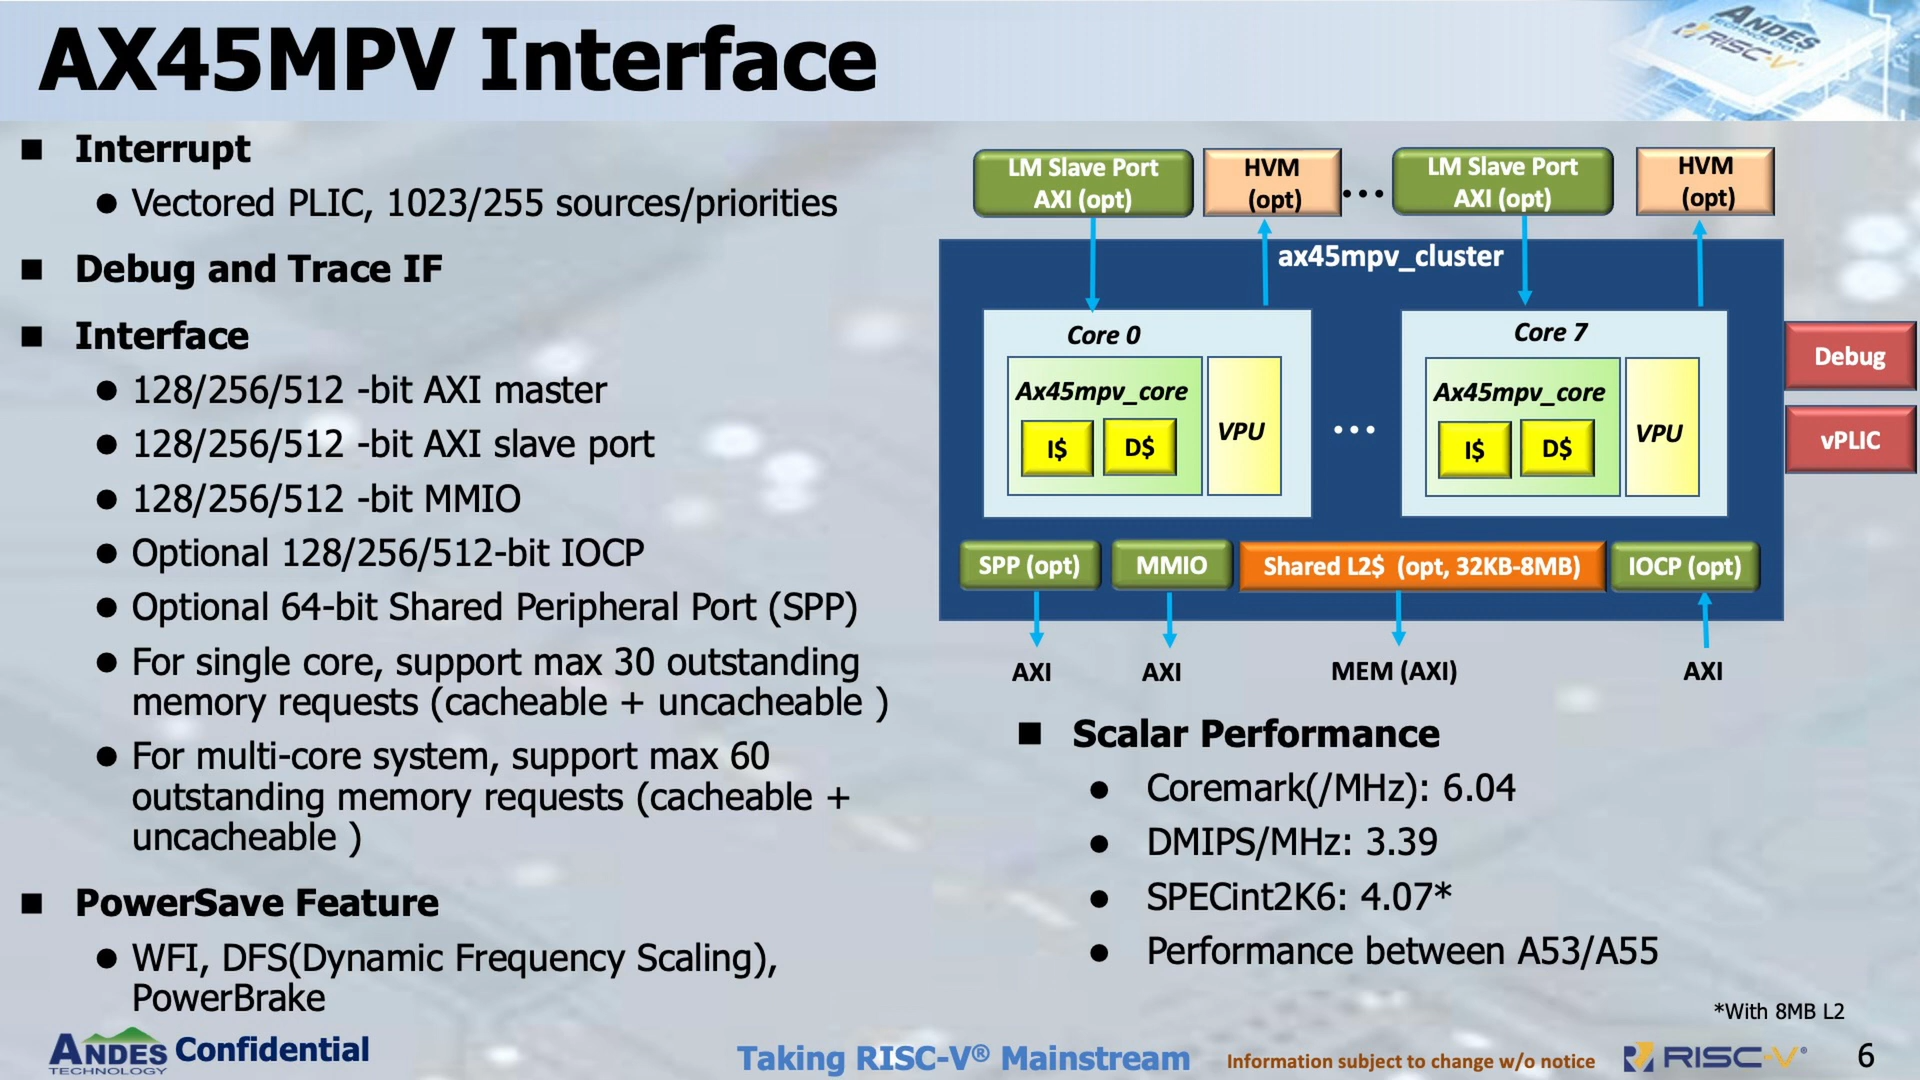 AX45MPV Interface
ANDES
TECHNOLOGY
RISC-V
■ Interrupt
● Vectored PLIC, 1023/255 sources/priorities
■ Debug and Trace IF
■ Interface
● 128/256/512 -bit AXI master
● 128/256/512 -bit AXI slave port
● 128/256/512 -bit MMIO
● Optional 128/256/512-bit IOCP
● Optional 64-bit Shared Peripheral Port (SPP)
● For single core, support max 30 outstanding
memory requests (cacheable + uncacheable )
● For multi-core system, support max 60
outstanding memory requests (cacheable +
uncacheable )
■ PowerSave Feature
● WFI, DFS(Dynamic Frequency Scaling),
PowerBrake
LM Slave Port
AXI (opt)
HVM
(opt)
...
LM Slave Port
AXI (opt)
HVM
(opt)
ax45mpv_cluster
Core 0
Ax45mpv_core
I$
D$
VPU
...
Core 7
Ax45mpv_core
I$
D$
VPU
Debug
vPLIC
SPP (opt)
MMIO
Shared L2$ (opt, 32KB-8MB)
IOCP (opt)
AXI
AXI
MEM (AXI)
AXI
■ Scalar Performance
● Coremark(/MHz): 6.04
● DMIPS/MHz: 3.39
● SPECint2K6: 4.07*
● Performance between A53/A55
*With 8MB L2
ANDES
TECHNOLOGY
Confidential
Taking RISC-V® Mainstream
Information subject to change w/o notice
RISC-V®
6